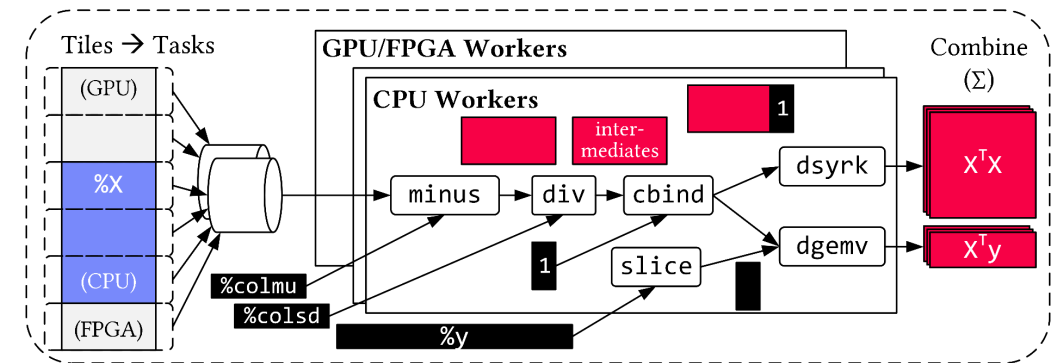 Tiles → Tasks
(GPU)
%X
(CPU)
(FPGA)
GPU/FPGA Workers
CPU Workers
inter-
mediates
1
minus
div
cbind
dsyrk
dgemv
slice
1
%colmu
%colsd
%y
Combine
(Σ)
XᵀX
Xᵀy